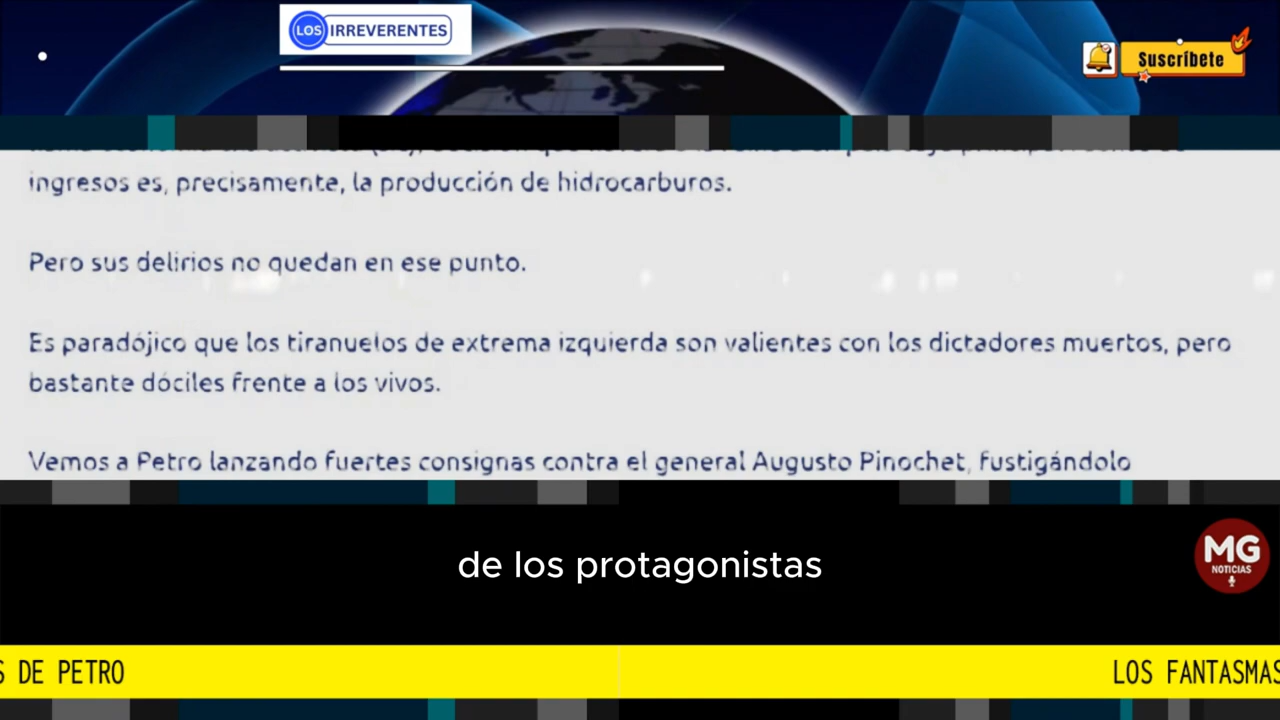 LOS IRREVERENTES
Suscríbete
ingresos es, precisamente, la producción de hidrocarburos.
Pero sus delirios no quedan en ese punto.
Es paradójico que los tiranuelos de extrema izquierda son valientes con los dictadores muertos, pero
bastante dóciles frente a los vivos.
Vemos a Petro lanzando fuertes consignas contra el general Augusto Pinochet, fustigándolo
de los protagonistas
MG
NOTICIAS
S DE PETRO
LOS FANTASMAS